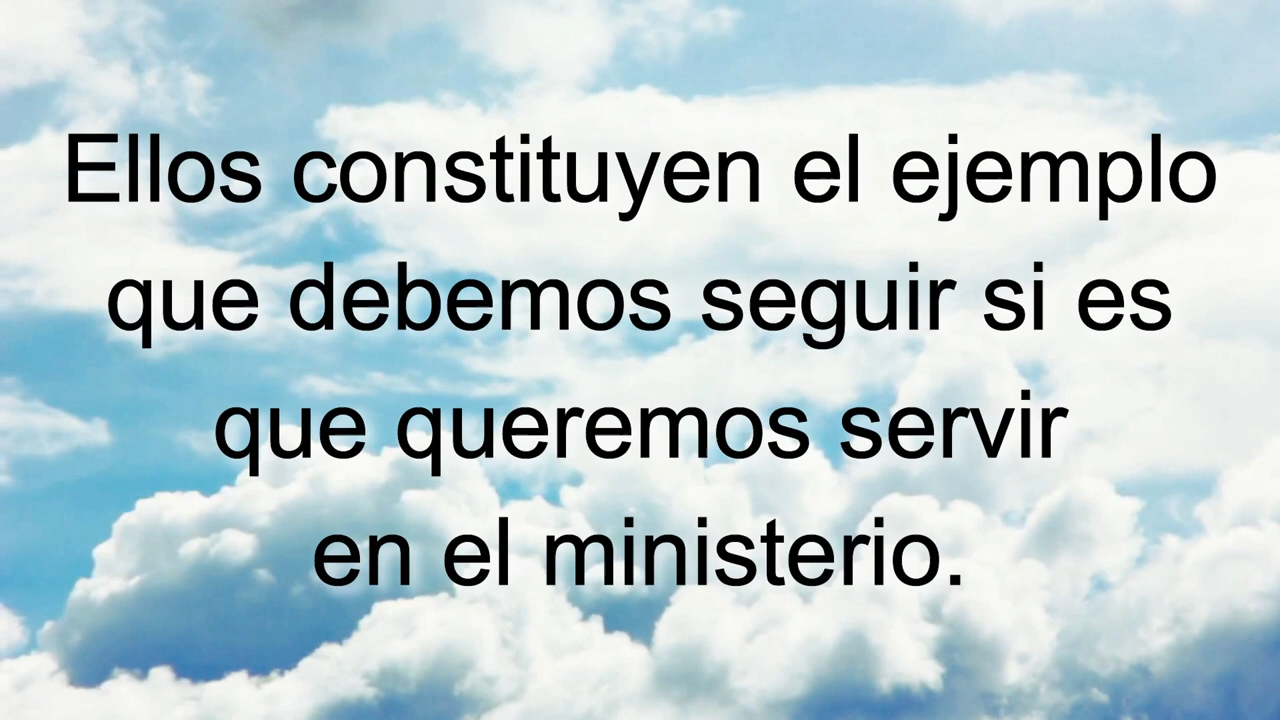 Ellos constituyen el ejemplo
que debemos seguir si es
que queremos servir
en el ministerio.